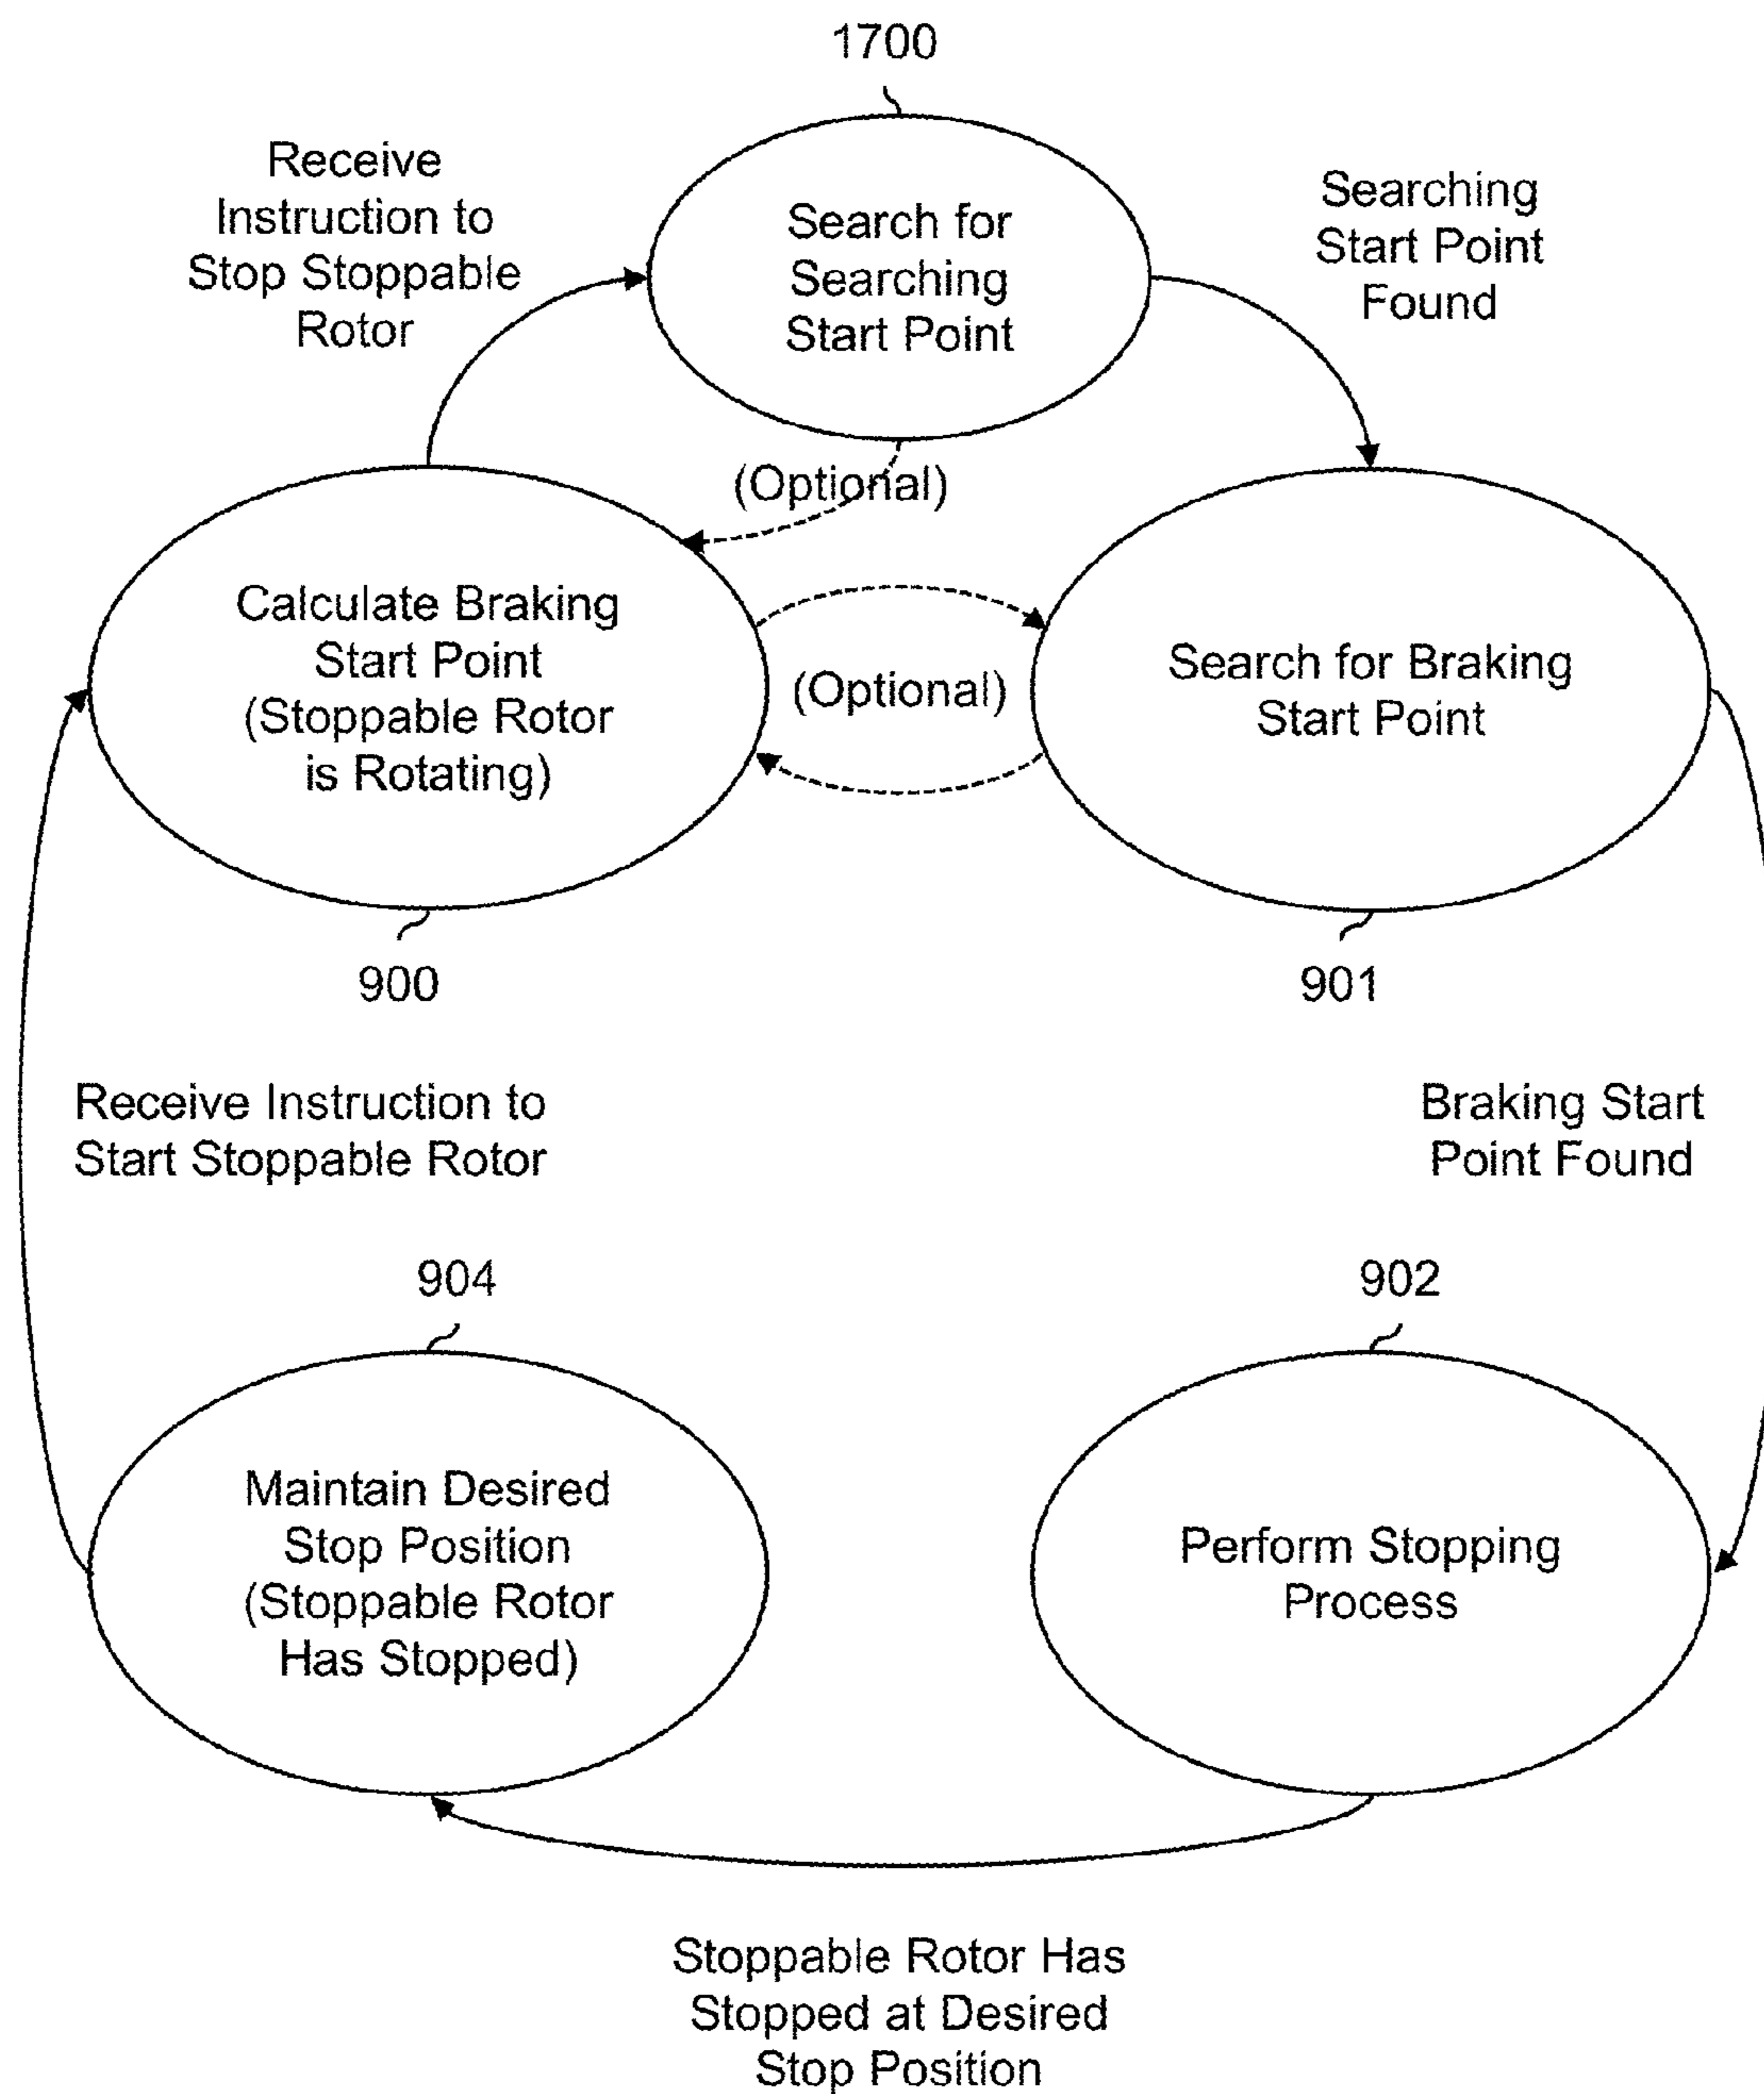 1700
Receive
Instruction to
Stop Stoppable
Rotor
Search for
Searching
Start Point
Searching
Start Point
Found
(Optional)
Calculate Braking
Start Point
(Stoppable Rotor
is Rotating)
(Optional)
Search for Braking
Start Point
900
901
Receive Instruction to
Start Stoppable Rotor
Braking Start
Point Found
904
902
Maintain Desired
Stop Position
(Stoppable Rotor
Has Stopped)
Perform Stopping
Process
Stoppable Rotor Has
Stopped at Desired
Stop Position